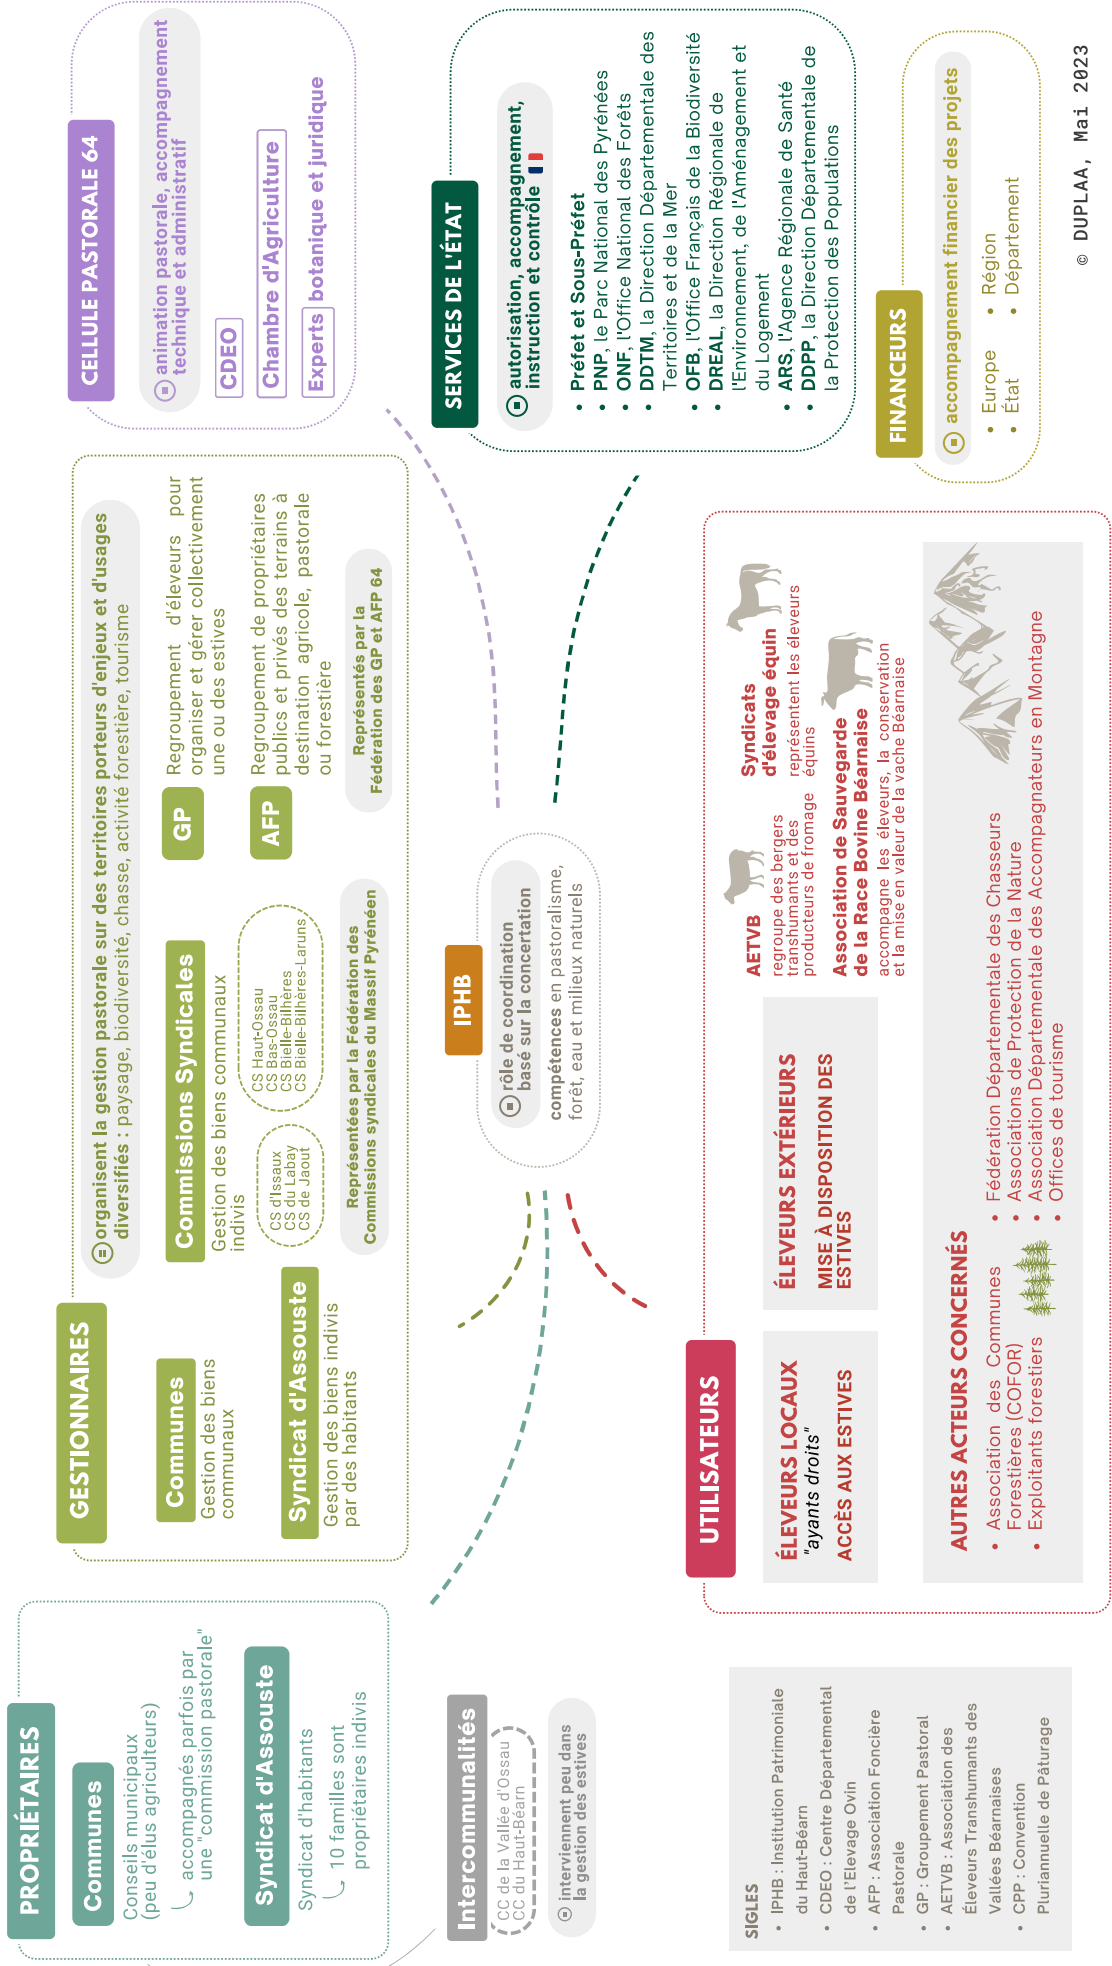 PROPRIÉTAIRES
Communes
Conseils municipaux
(peu d'élus agriculteurs)
accompagnés parfois par
une "commission pastorale"
Syndicat d'Assouste
Syndicat d'habitants
10 familles sont
propriétaires indivis
Intercommunalités
CC de la Vallée d'Ossau
CC du Haut-Béarn
= interviennent peu dans
la gestion des estives
SIGLES
• IPHB : Institution Patrimoniale
du Haut-Béarn
• CDEO : Centre Départemental
de l'Elevage Ovin
• AFP : Association Foncière
Pastorale
• GP : Groupement Pastoral
• AETVB : Association des
Éleveurs Transhumants des
Vallées Béarnaises
• CPP : Convention
Pluriannuelle de Pâturage
GESTIONNAIRES
= organisent la gestion pastorale sur des territoires porteurs d'enjeux et d'usages
diversifiés : paysage, biodiversité, chasse, activité forestière, tourisme
Communes
Gestion des biens
communaux
Syndicat d'Assouste
Gestion des biens indivis
par des habitants
Commissions Syndicales
Gestion des biens communaux
indivis
CS d'Issaux
CS du Labay
CS de Jaout
CS Haut-Ossau
CS Bas-Ossau
CS Bielle-Bilhères
CS Bielle-Bilhères-Laruns
Représentées par la Fédération des
Commissions syndicales du Massif Pyrénéen
GP
Regroupement d'éleveurs pour
organiser et gérer collectivement
une ou des estives
AFP
Regroupement de propriétaires
publics et privés des terrains à
destination agricole, pastorale
ou forestière
Représentés par la
Fédération des GP et AFP 64
IPHB
= rôle de coordination
basé sur la concertation
compétences en pastoralisme,
forêt, eau et milieux naturels
UTILISATEURS
ÉLEVEURS LOCAUX
"ayants droits"
ACCÈS AUX ESTIVES
ÉLEVEURS EXTÉRIEURS
MISE À DISPOSITION DES
ESTIVES
AETVB
regroupe des bergers
transhumants et des
producteurs de fromage
Syndicats
d'élevage équin
représentent les éleveurs
équins
Association de Sauvegarde
de la Race Bovine Béarnaise
accompagne les éleveurs, la conservation
et la mise en valeur de la vache Béarnaise
AUTRES ACTEURS CONCERNÉS
• Association des Communes
Forestières (COFOR)
• Exploitants forestiers
• Fédération Départementale des Chasseurs
• Associations de Protection de la Nature
• Association Départementale des Accompagnateurs en Montagne
• Offices de tourisme
CELLULE PASTORALE 64
= animation pastorale, accompagnement
technique et administratif
CDEO
Chambre d'Agriculture
Experts botanique et juridique
SERVICES DE L'ÉTAT
= autorisation, accompagnement,
instruction et contrôle
• Préfet et Sous-Préfet
• PNP, le Parc National des Pyrénées
• ONF, l'Office National des Forêts
• DDTM, la Direction Départementale des
Territoires et de la Mer
• OFB, l'Office Français de la Biodiversité
• DREAL, la Direction Régionale de
l'Environnement, de l'Aménagement et
du Logement
• ARS, l'Agence Régionale de Santé
• DDPP, la Direction Départementale de
la Protection des Populations
FINANCEURS
= accompagnement financier des projets
• Europe
• État
• Région
• Département
© DUPLAA, Mai 2023